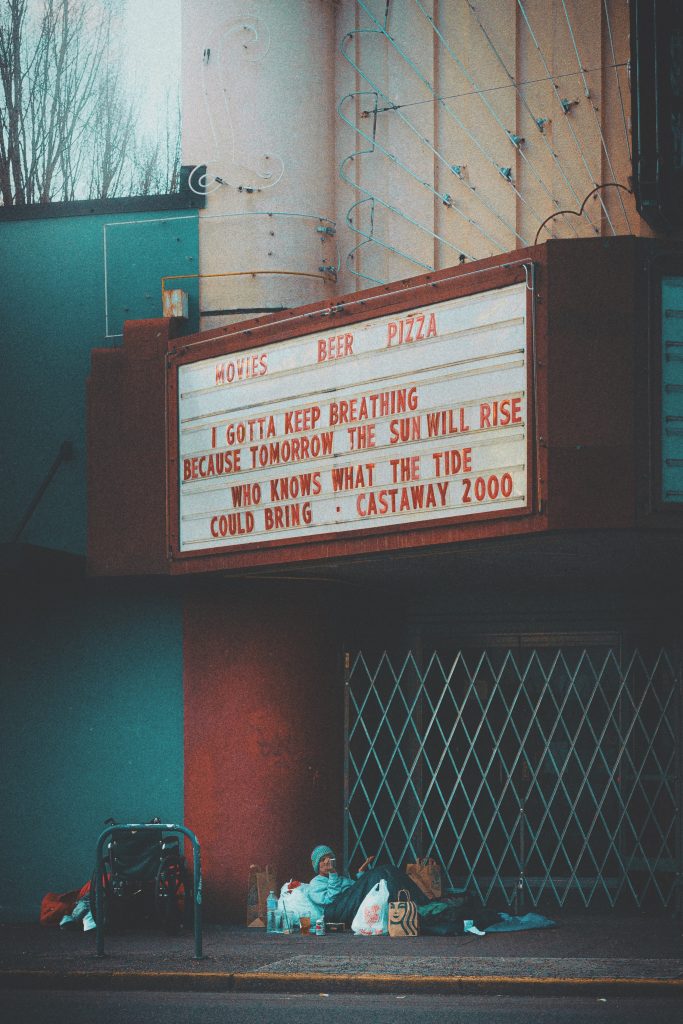 MOVIES BEER PIZZA
I GOTTA KEEP BREATHING
BECAUSE TOMORROW THE SUN WILL RISE
WHO KNOWS WHAT THE TIDE
COULD BRING · CASTAWAY 2000